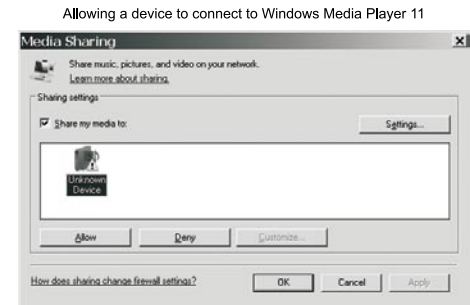 Allowing a device to connect to Windows Media Player 11
Media Sharing
Share music, pictures, and video on your network.
Learn more about sharing.
Sharing settings
Share my media to:
Settings...
Unknown
Device
Allow
Deny
Customize...
How does sharing change firewall settings?
OK
Cancel
Apply